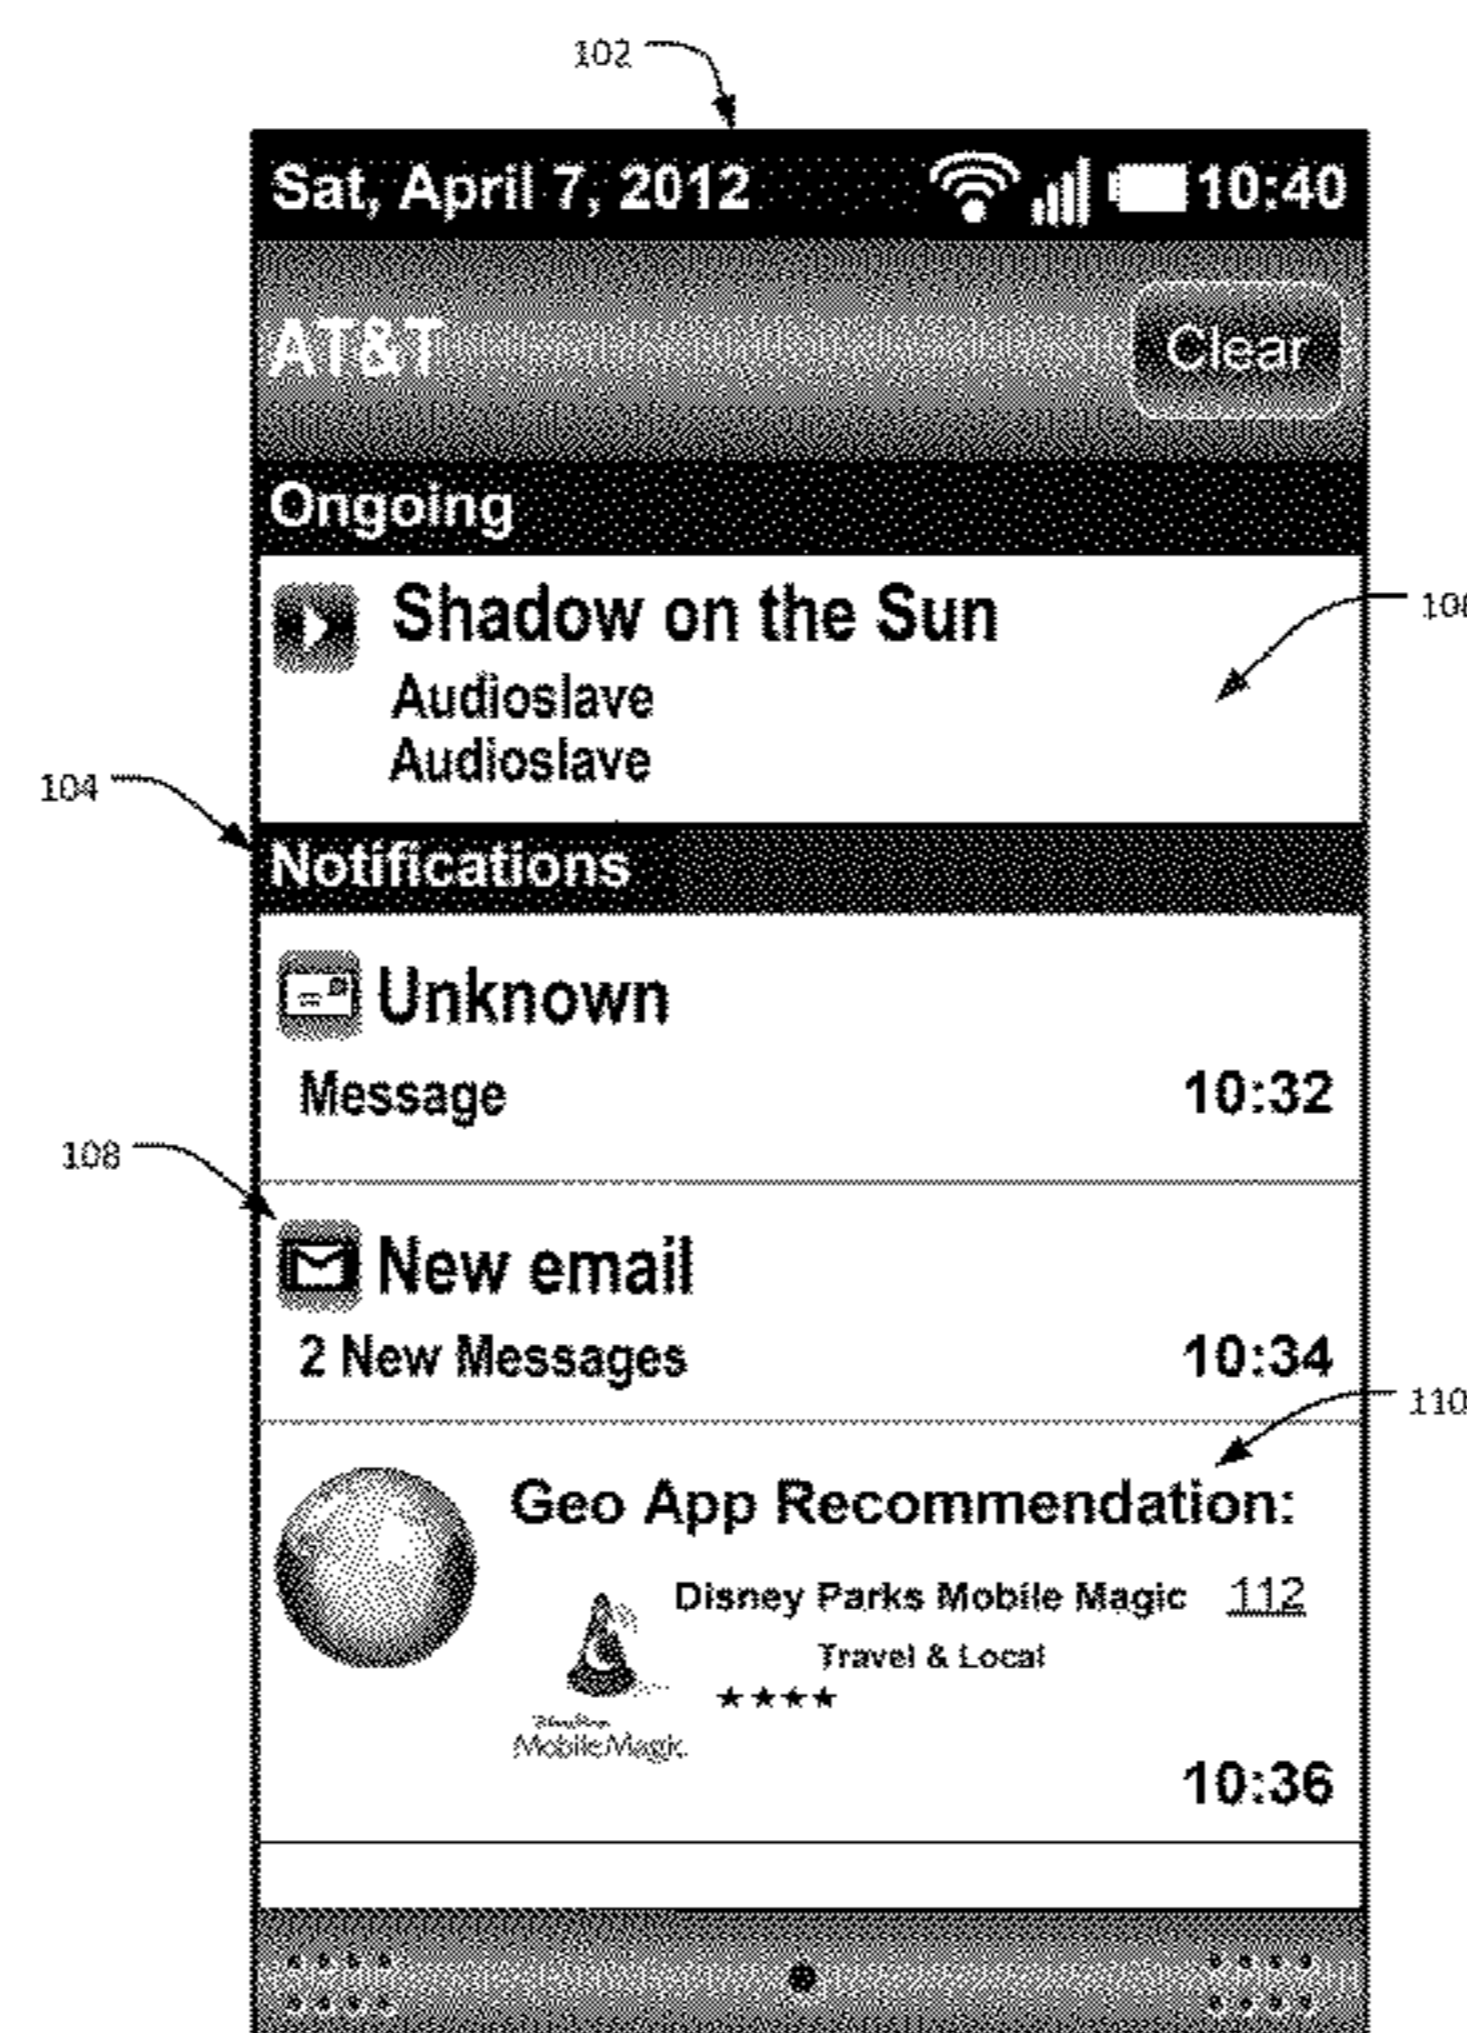 102
Sat, April 7, 2012 10:40
AT&T Clear
Ongoing
Shadow on the Sun
Audioslave
Audioslave
104
Notifications
Unknown
Message 10:32
108
New email
2 New Messages 10:34
110
Geo App Recommendation:
Disney Parks Mobile Magic 112
Travel & Local
MobileMagic
10:36